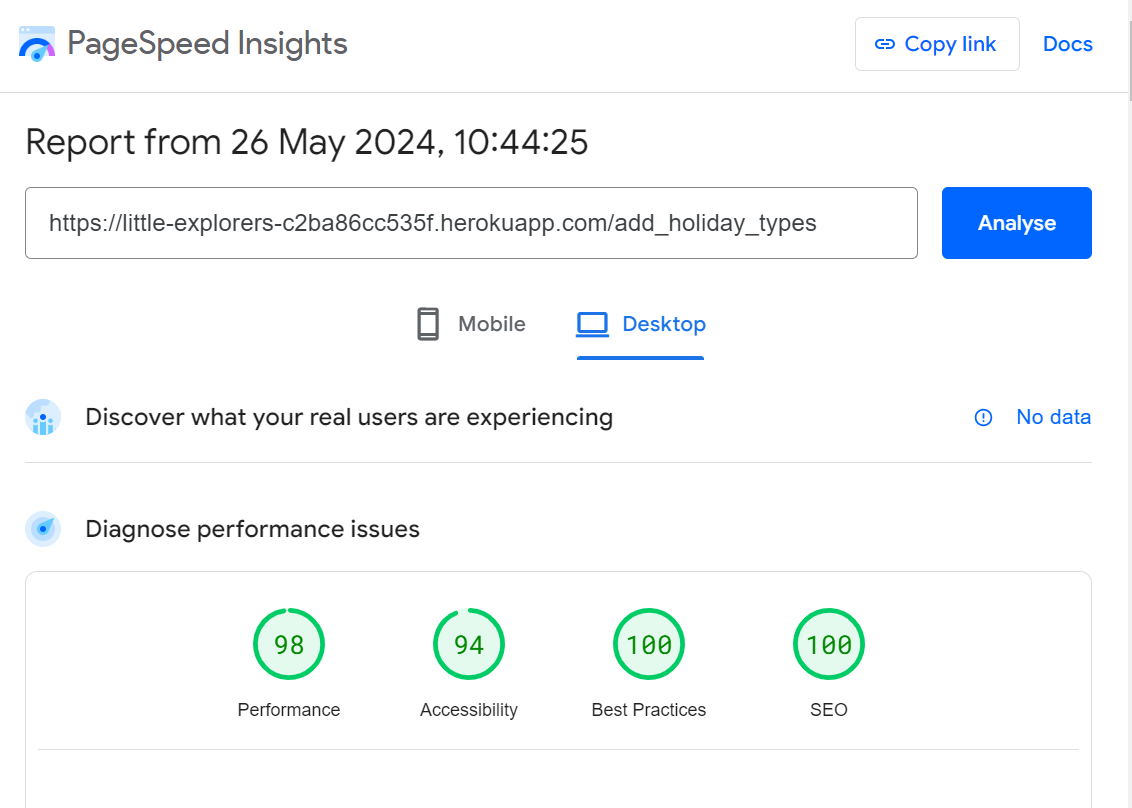 PageSpeed Insights
Copy link
Docs
Report from 26 May 2024, 10:44:25
https://little-explorers-c2ba86cc535f.herokuapp.com/add_holiday_types
Analyse
Mobile
Desktop
Discover what your real users are experiencing
No data
Diagnose performance issues
98
94
100
100
Performance
Accessibility
Best Practices
SEO